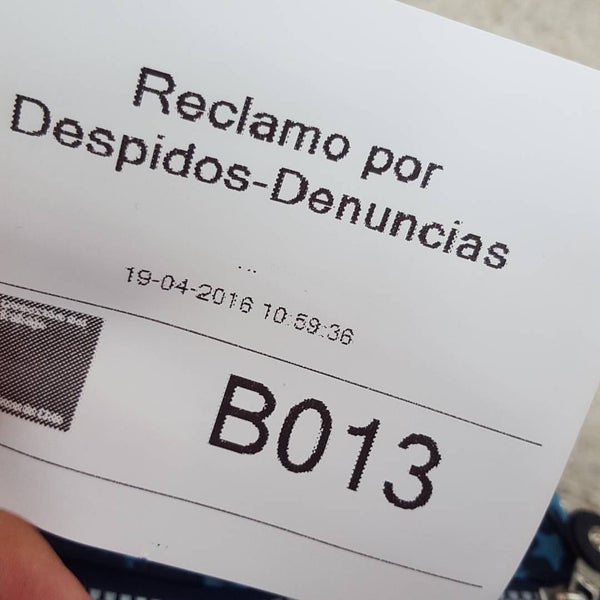 Reclamo por
Despidos-Denuncias
...
19-04-2016 10:59:36
B013